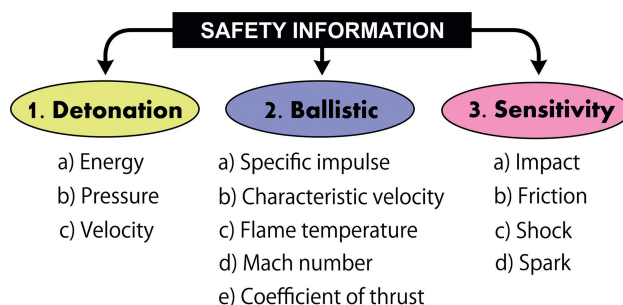 SAFETY INFORMATION
1. Detonation
a) Energy
b) Pressure
c) Velocity
2. Ballistic
a) Specific impulse
b) Characteristic velocity
c) Flame temperature
d) Mach number
e) Coefficient of thrust
3. Sensitivity
a) Impact
b) Friction
c) Shock
d) Spark